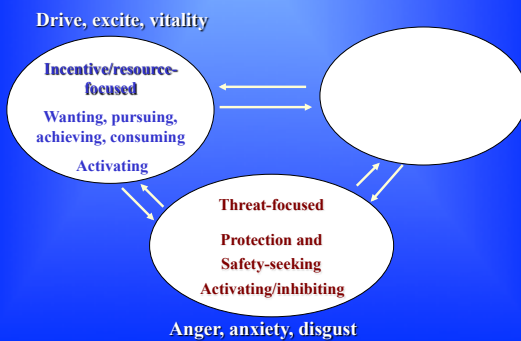 Drive, excite, vitality
Incentive/resource-
focused
Wanting, pursuing,
achieving, consuming
Activating
Threat-focused
Protection and
Safety-seeking
Activating/inhibiting
Anger, anxiety, disgust